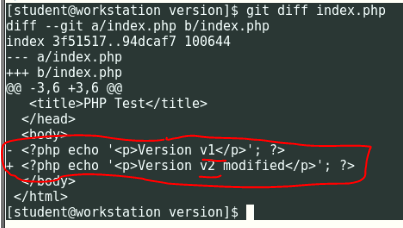 [student@workstation version]$ git diff index.php
diff --git a/index.php b/index.php
index 3f51517..94dcaf7 100644
--- a/index.php
+++ b/index.php
@@ -3,6 +3,6 @@
   <title>PHP Test</title>
  </head>
  <body>
- <?php echo '<p>Version v1</p>'; ?>
+ <?php echo '<p>Version v2 modified</p>'; ?>
  </body>
 </html>
[student@workstation version]$